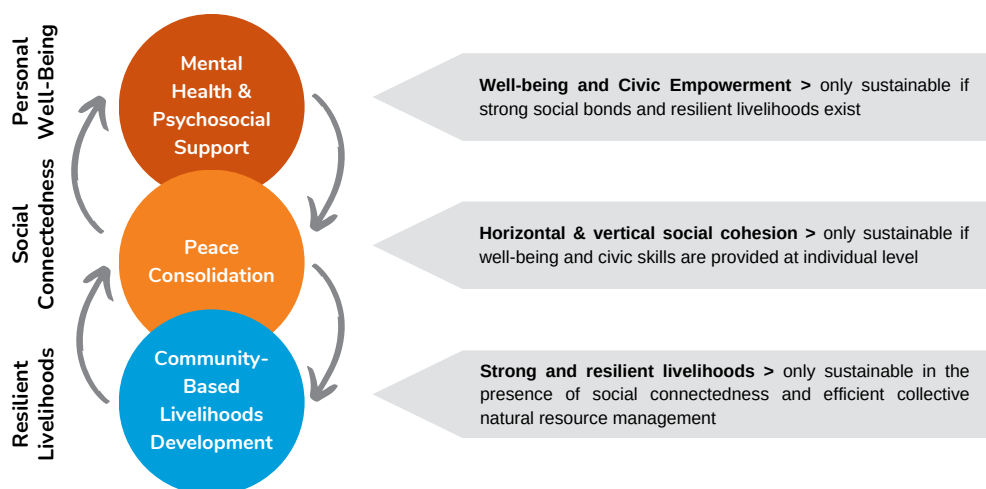 Personal
Well-Being
Mental
Health &
Psychosocial
Support
Well-being and Civic Empowerment > only sustainable if
strong social bonds and resilient livelihoods exist
Social
Connectedness
Peace
Consolidation
Horizontal & vertical social cohesion > only sustainable if
well-being and civic skills are provided at individual level
Resilient
Livelihoods
Community-
Based
Livelihoods
Development
Strong and resilient livelihoods > only sustainable in the
presence of social connectedness and efficient collective
natural resource management